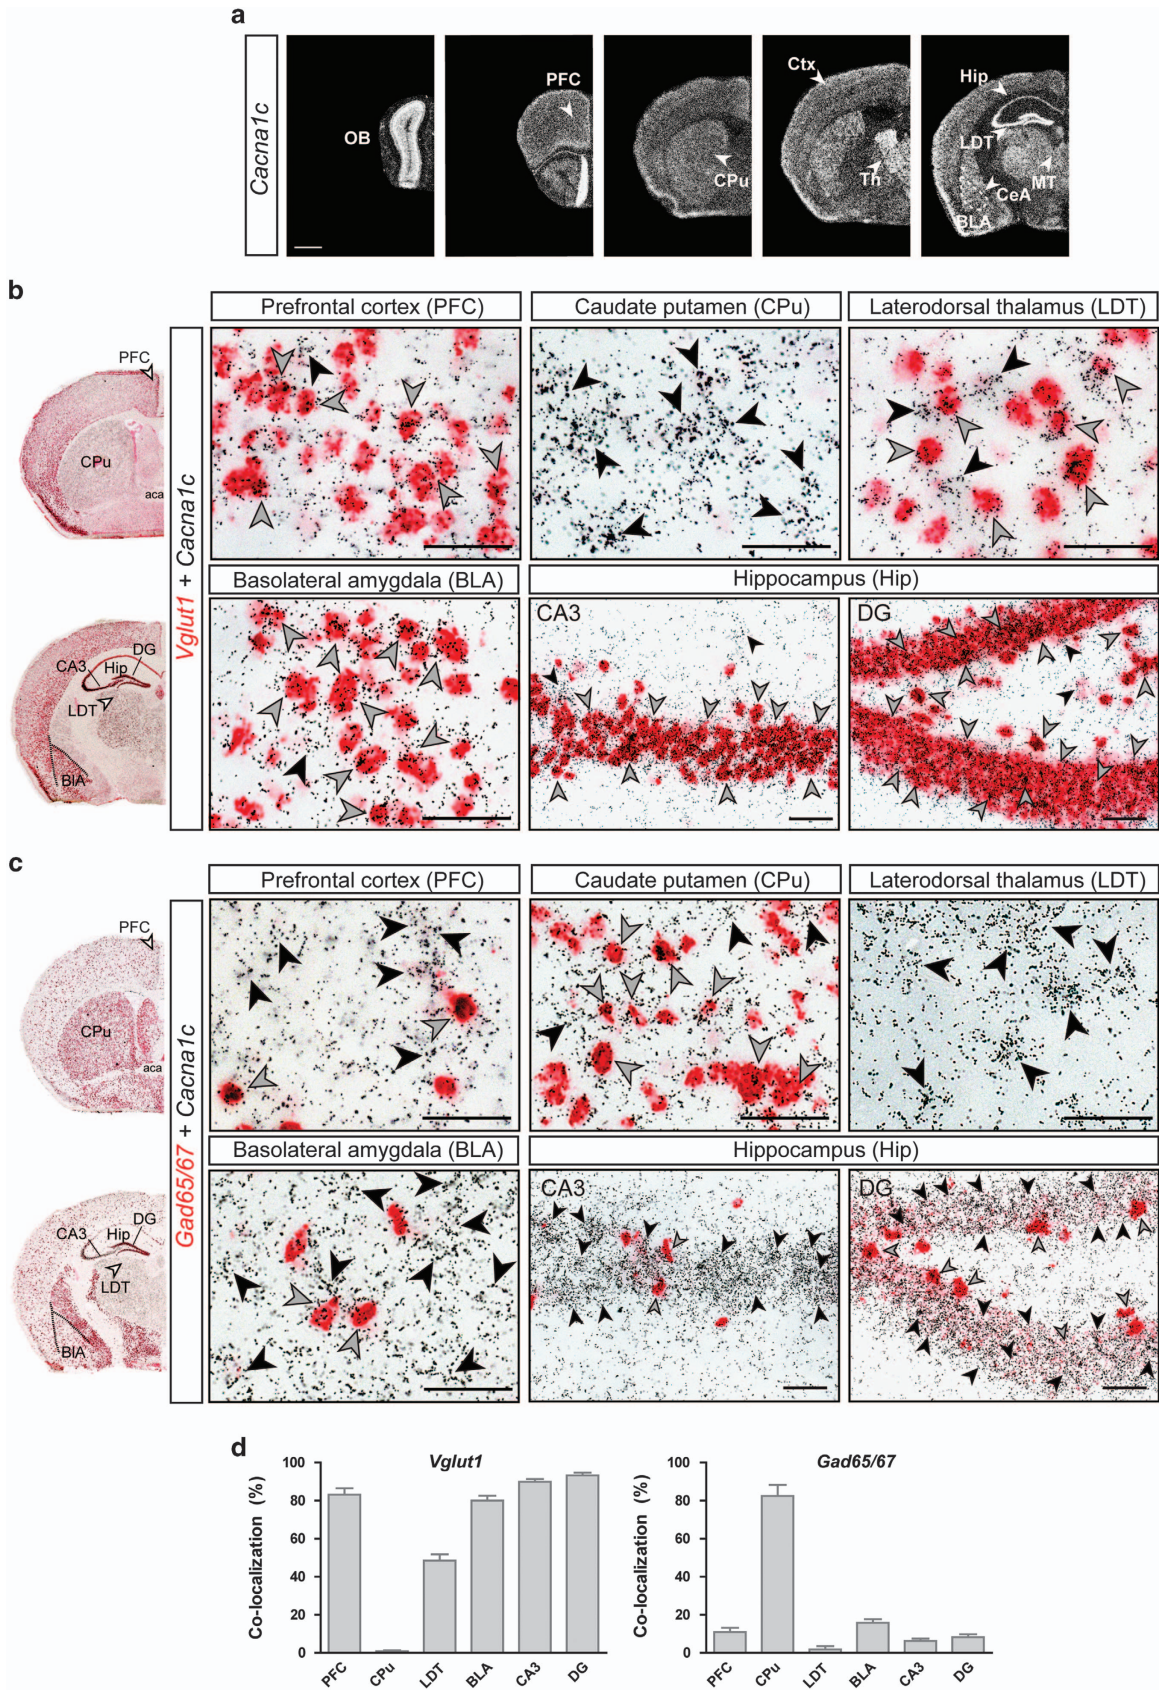 a
Cacna1c
OB
PFC
CPu
Ctx
Th
Hip
LDT
MT
CeA
BLA
b
Vglut1 + Cacna1c
PFC
CPu
aca
DG
CA3 Hip
LDT
BlA
Prefrontal cortex (PFC)
Caudate putamen (CPu)
Laterodorsal thalamus (LDT)
Basolateral amygdala (BLA)
Hippocampus (Hip)
CA3
DG
c
Gad65/67 + Cacna1c
PFC
CPu
aca
DG
CA3 Hip
LDT
BlA
Prefrontal cortex (PFC)
Caudate putamen (CPu)
Laterodorsal thalamus (LDT)
Basolateral amygdala (BLA)
Hippocampus (Hip)
CA3
DG
d
Vglut1
Co-localization (%)
100
80
60
40
20
0
PFC CPu LDT BLA CA3 DG
Gad65/67
Co-localization (%)
100
80
60
40
20
0
PFC CPu LDT BLA CA3 DG